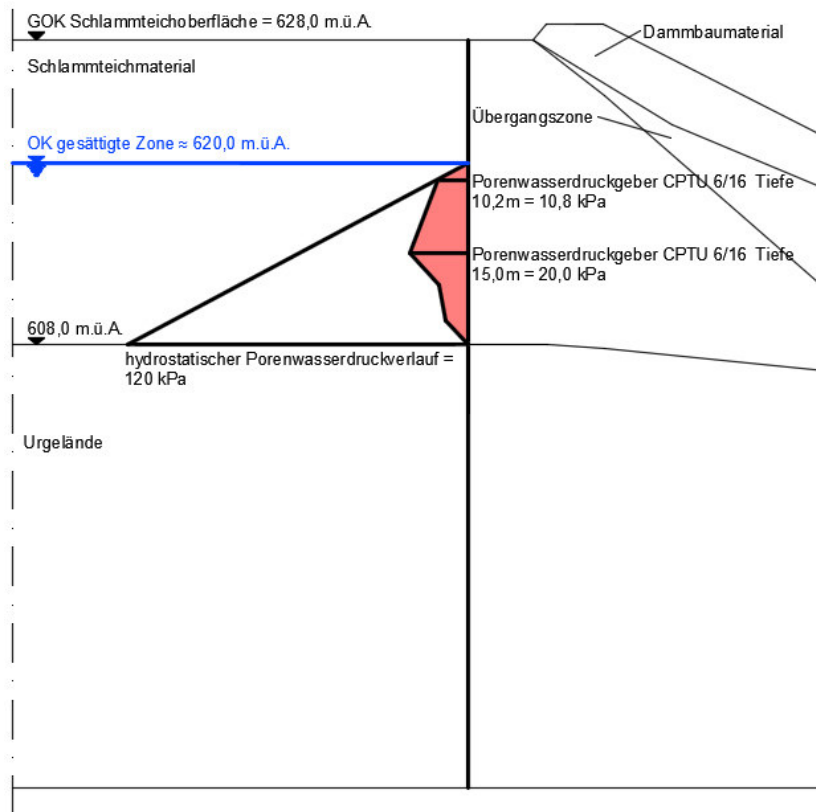 GOK Schlammteichoberfläche = 628,0 m.ü.A.
Dammbaumaterial
Schlammteichmaterial
Übergangszone
OK gesättigte Zone ≈ 620,0 m.ü.A.
Porenwasserdruckgeber CPTU 6/16 Tiefe
10,2m = 10,8 kPa
Porenwasserdruckgeber CPTU 6/16 Tiefe
15,0m = 20,0 kPa
608,0 m.ü.A.
hydrostatischer Porenwasserdruckverlauf =
120 kPa
Urgelände